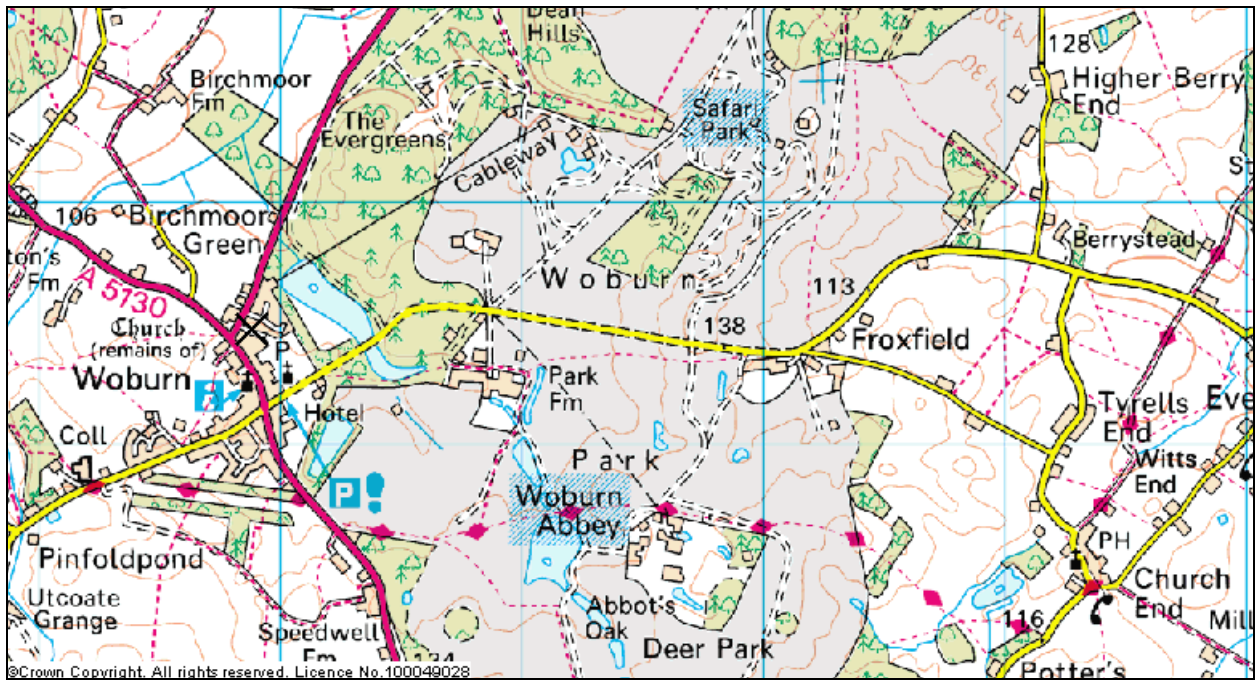 Dean
Hills
128
Birchmoor
Fm
Higher Berry
End
Safari
Park
The
Evergreens
Cableway
130
106
Birchmoor
Green
Berrystead
ton's
Fm
A 5130
Woburn
113
Church
(remains of)
138
Froxfield
P
Woburn
Park
Fm
Hotel
Tyrells
End
Eve
Coll
Park
Witts
End
P
Woburn
Abbey
PH
Pinfoldpond
Church
End
Utcoate
Grange
Abbot's
Oak
116
Mill
Speedwell
Fm
Deer Park
134
Potter's
©Crown Copyright. All rights reserved. Licence No.100049028